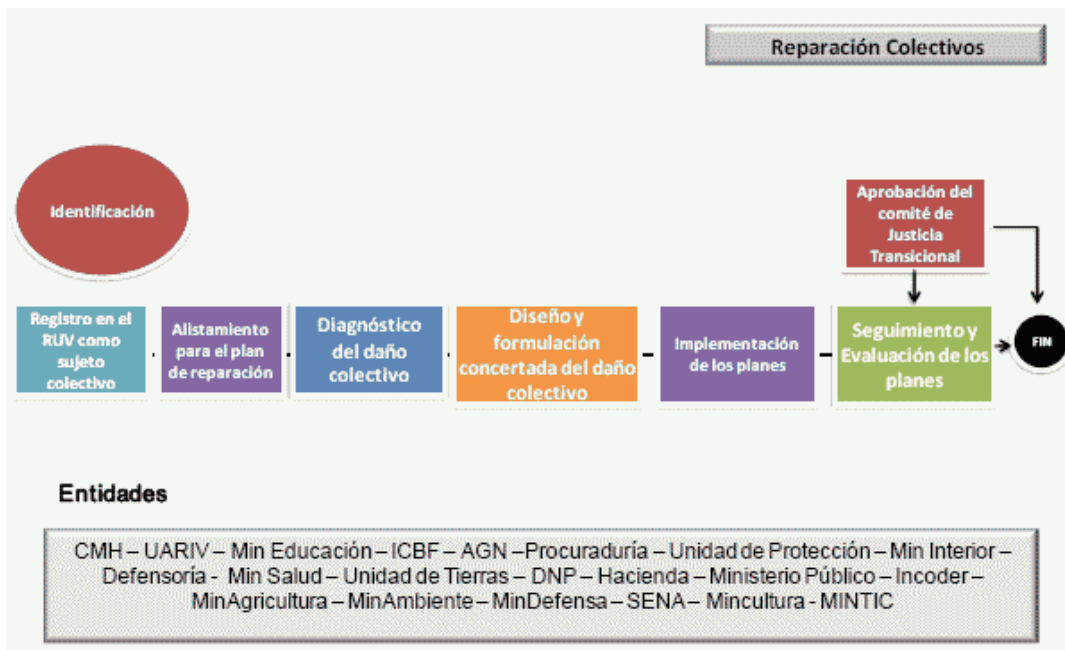 Reparación Colectivos
Identificación
Aprobación del
comité de
Justicia
Transicional
Registro en el
RUV como
sujeto
colectivo
Alistamiento
para el plan
de reparación
Diagnóstico
del daño
colectivo
Diseño y
formulación
concertada del daño
colectivo
Implementación
de los planes
Seguimiento y
Evaluación de los
planes
FIN
Entidades
CMH – UARIV – Min Educación – ICBF – AGN –Procuraduría – Unidad de Protección – Min Interior –
Defensoría - Min Salud – Unidad de Tierras – DNP – Hacienda – Ministerio Público – Incoder –
MinAgricultura – MinAmbiente – MinDefensa – SENA – Mincultura - MINTIC